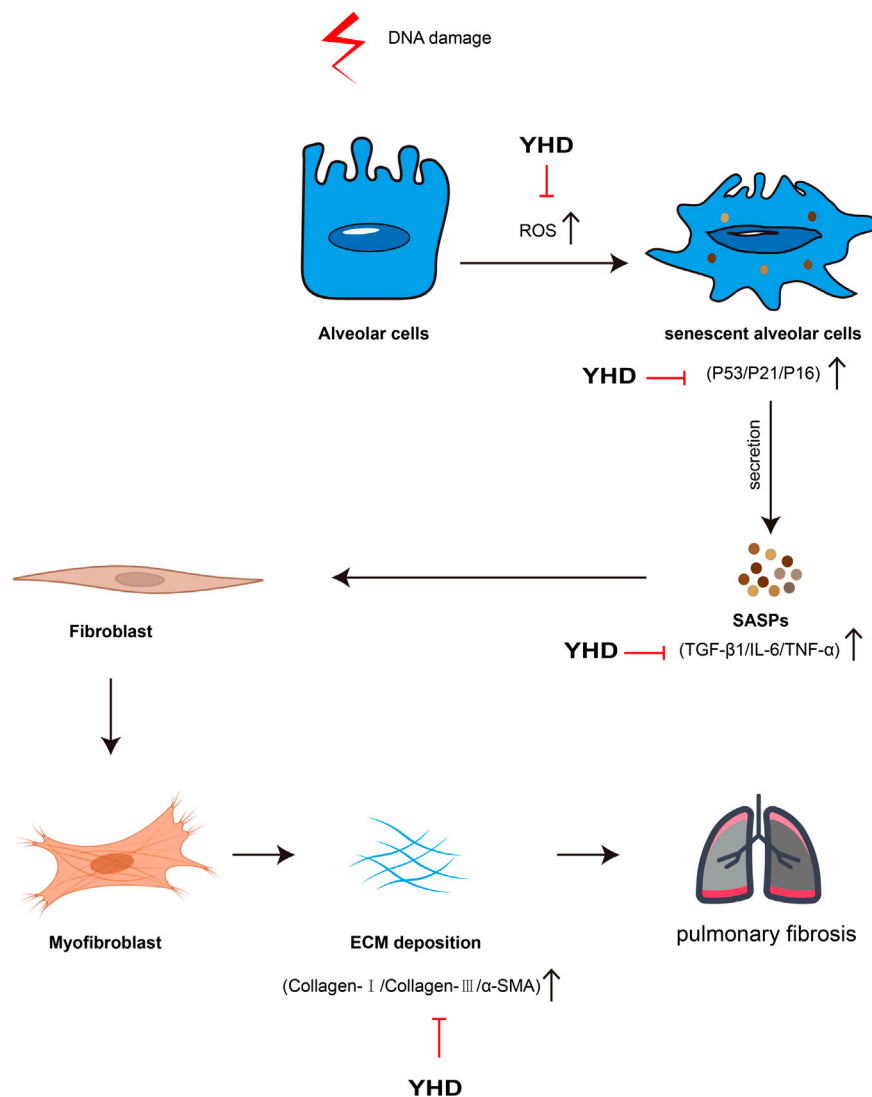 DNA damage
YHD
ROS
Alveolar cells
senescent alveolar cells
YHD
(P53/P21/P16)
secretion
Fibroblast
SASPs
YHD
(TGF-β1/IL-6/TNF-α)
Myofibroblast
ECM deposition
pulmonary fibrosis
(Collagen-Ⅰ/Collagen-Ⅲ/α-SMA)
YHD